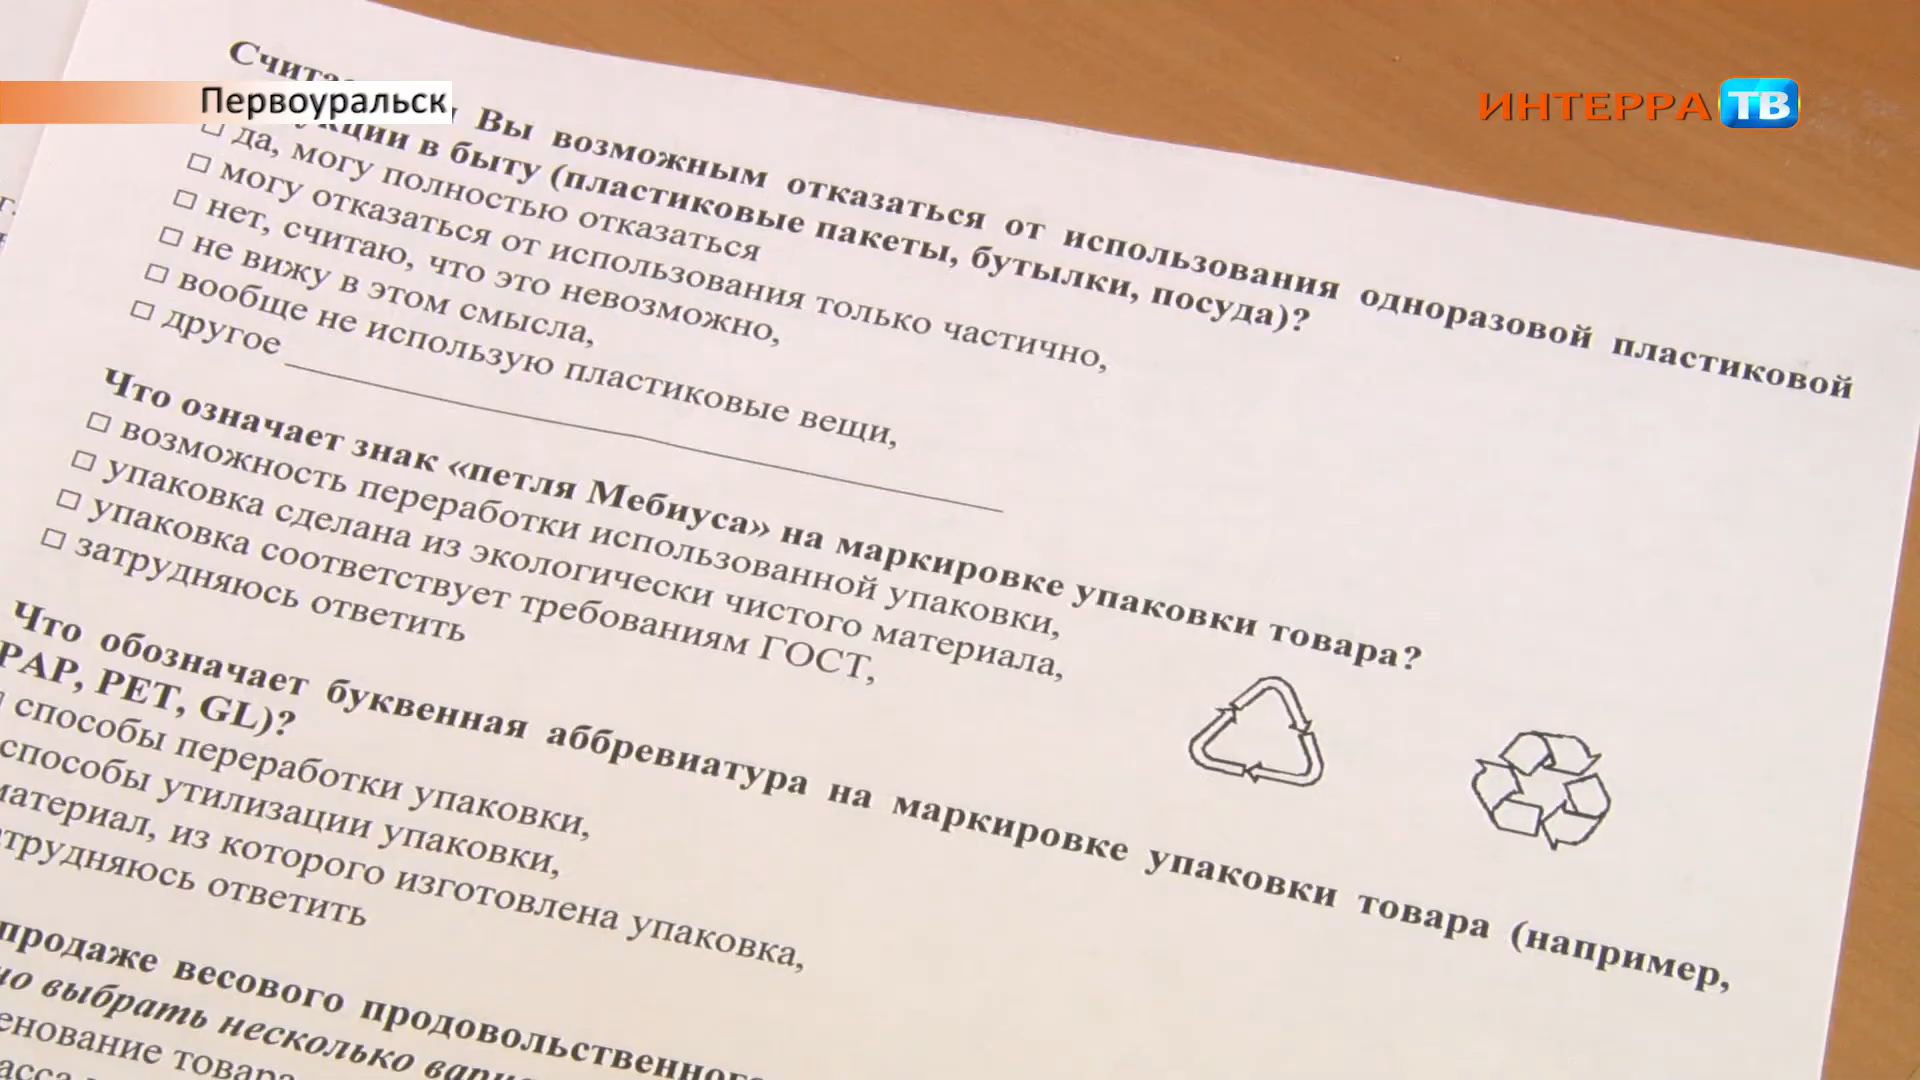 Первоуральск
ИНТЕРРА ТВ
Вы возможным отказаться от использования одноразовой пластиковой
в быту (пластиковые пакеты, бутылки, посуда)?
□ да, могу полностью отказаться
□ могу отказаться от использования только частично,
□ нет, считаю, что это невозможно,
□ не вижу в этом смысла,
□ вообще не использую пластиковые вещи,
□ другое
Что означает знак «петля Мебиуса» на маркировке упаковки товара?
□ возможность переработки использованной упаковки,
□ упаковка сделана из экологически чистого материала,
□ упаковка соответствует требованиям ГОСТ,
□ затрудняюсь ответить
Что обозначает буквенная аббревиатура на маркировке упаковки товара (например,
PAP, PET, GL)?
способы переработки упаковки,
способы утилизации упаковки,
материал, из которого изготовлена упаковка,
ответить
продаже весового продовольственного
выбрать несколько
товара